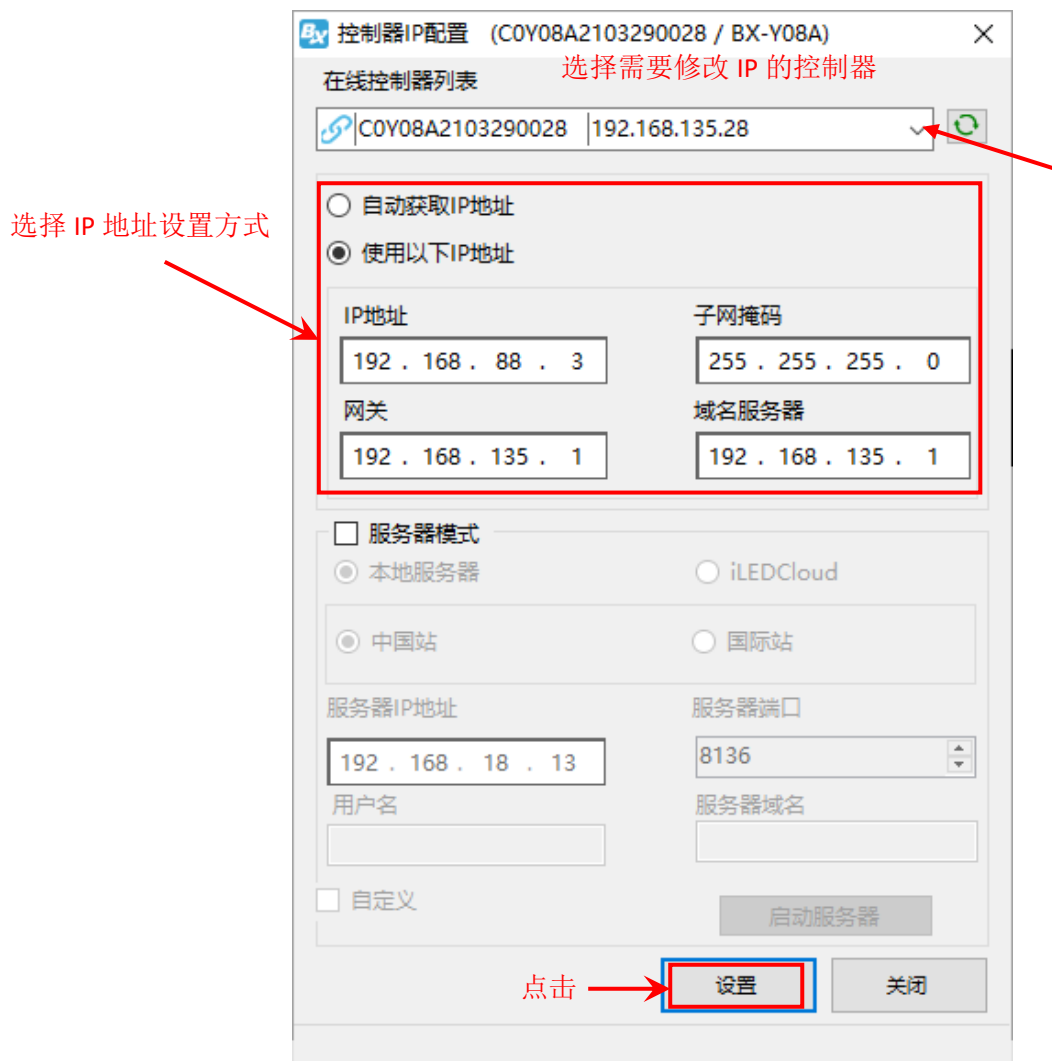 BX 控制器IP配置 (C0Y08A2103290028 / BX-Y08A)
选择需要修改 IP 的控制器
在线控制器列表
C0Y08A2103290028 |192.168.135.28
自动获取IP地址
选择 IP 地址设置方式
使用以下IP地址
IP地址 子网掩码
192 . 168 . 88 . 3 255 . 255 . 255 . 0
网关 域名服务器
192 . 168 . 135 . 1 192 . 168 . 135 . 1
服务器模式
本地服务器 iLEDCloud
中国站 国际站
服务器IP地址 服务器端口
192 . 168 . 18 . 13 8136
用户名 服务器域名
自定义
启动服务器
点击 设置 关闭